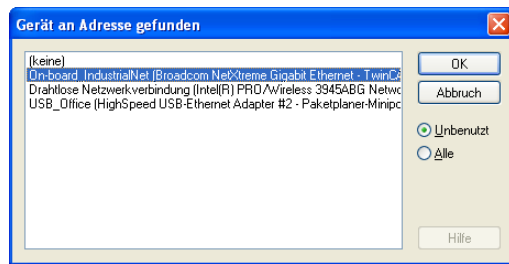 Gerät an Adresse gefunden
(keine)
On-board_IndustrialNet (Broadcom NetXtreme Gigabit Ethernet - TwinCA
Drahtlose Netzwerkverbindung (Intel(R) PRO/Wireless 3945ABG Netwo
USB_Office (HighSpeed USB-Ethernet Adapter #2 - Paketplaner-Minipo
OK
Abbruch
Unbenutzt
Alle
Hilfe